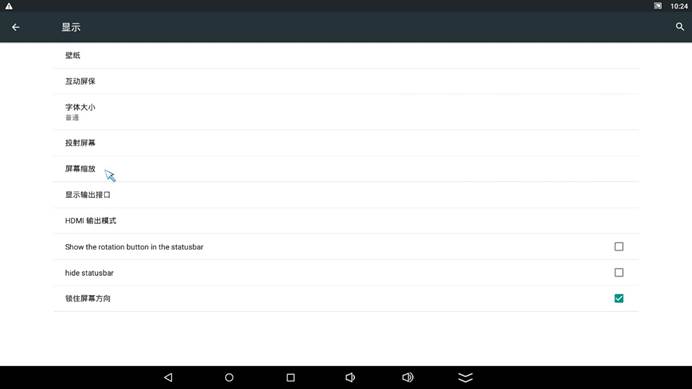 10:24
显示
壁纸
互动屏保
字体大小
普通
投射屏幕
屏幕缩放
显示输出接口
HDMI 输出模式
Show the rotation button in the statusbar
hide statusbar
锁住屏幕方向